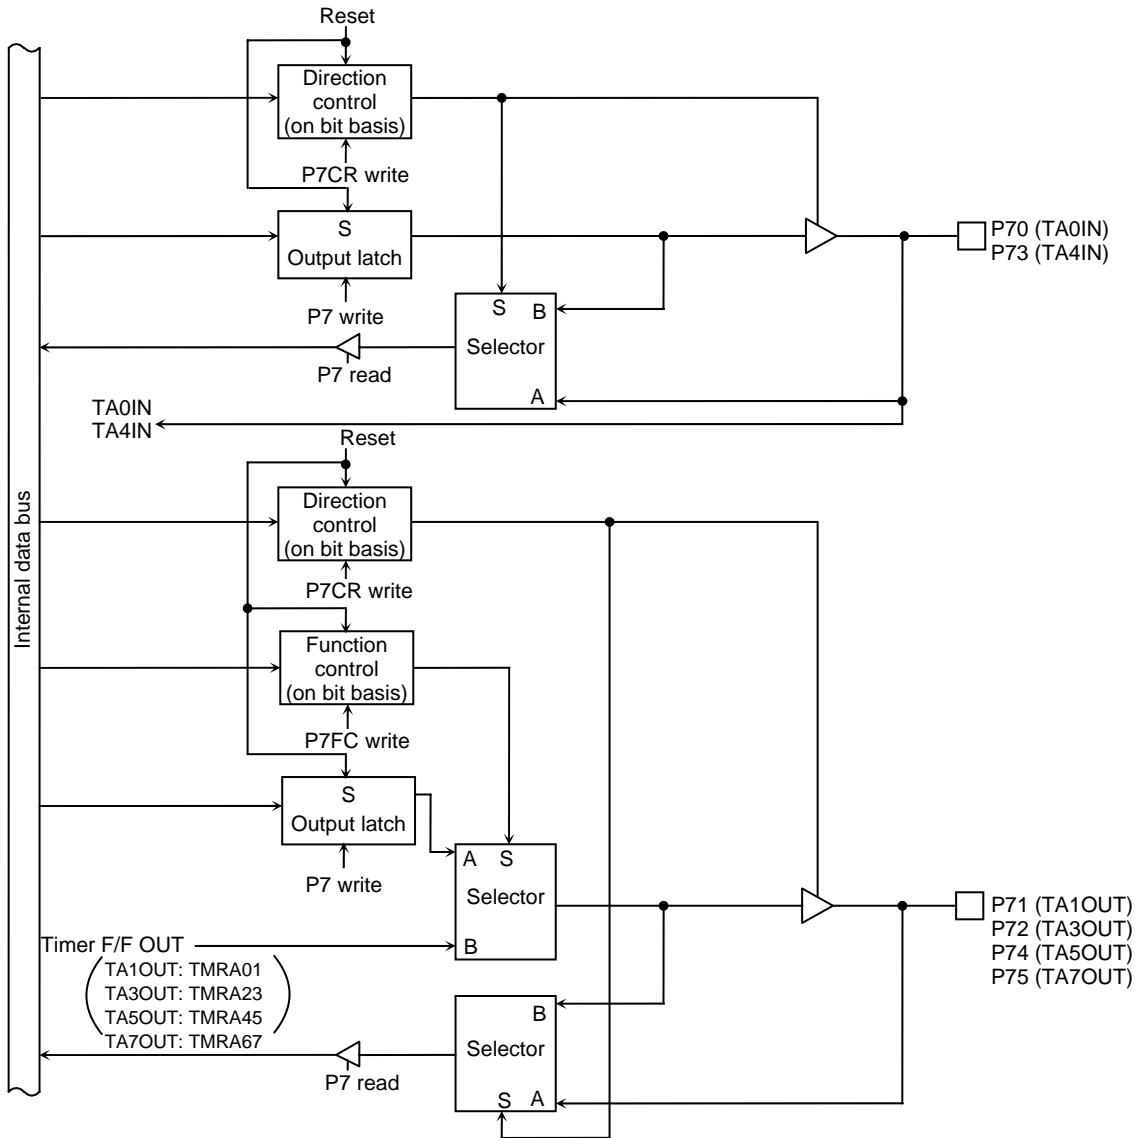 Reset
Direction
control
(on bit basis)
P7CR write
S
Output latch
P7 write
S
B
Selector
A
P7 read
P70 (TA0IN)
P73 (TA4IN)
TA0IN
TA4IN
Internal data bus
Reset
Direction
control
(on bit basis)
P7CR write
Function
control
(on bit basis)
P7FC write
S
Output latch
P7 write
A S
Selector
B
Timer F/F OUT
TA1OUT: TMRA01
TA3OUT: TMRA23
TA5OUT: TMRA45
TA7OUT: TMRA67
P71 (TA1OUT)
P72 (TA3OUT)
P74 (TA5OUT)
P75 (TA7OUT)
B
Selector
S A
P7 read